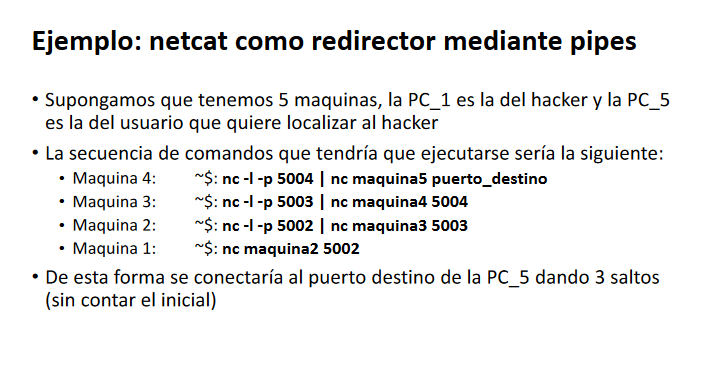 Ejemplo: netcat como redirector mediante pipes
• Supongamos que tenemos 5 maquinas, la PC_1 es la del hacker y la PC_5
es la del usuario que quiere localizar al hacker
• La secuencia de comandos que tendría que ejecutarse sería la siguiente:
• Maquina 4: ~$: nc -l -p 5004 | nc maquina5 puerto_destino
• Maquina 3: ~$: nc -l -p 5003 | nc maquina4 5004
• Maquina 2: ~$: nc -l -p 5002 | nc maquina3 5003
• Maquina 1: ~$: nc maquina2 5002
• De esta forma se conectaría al puerto destino de la PC_5 dando 3 saltos
(sin contar el inicial)